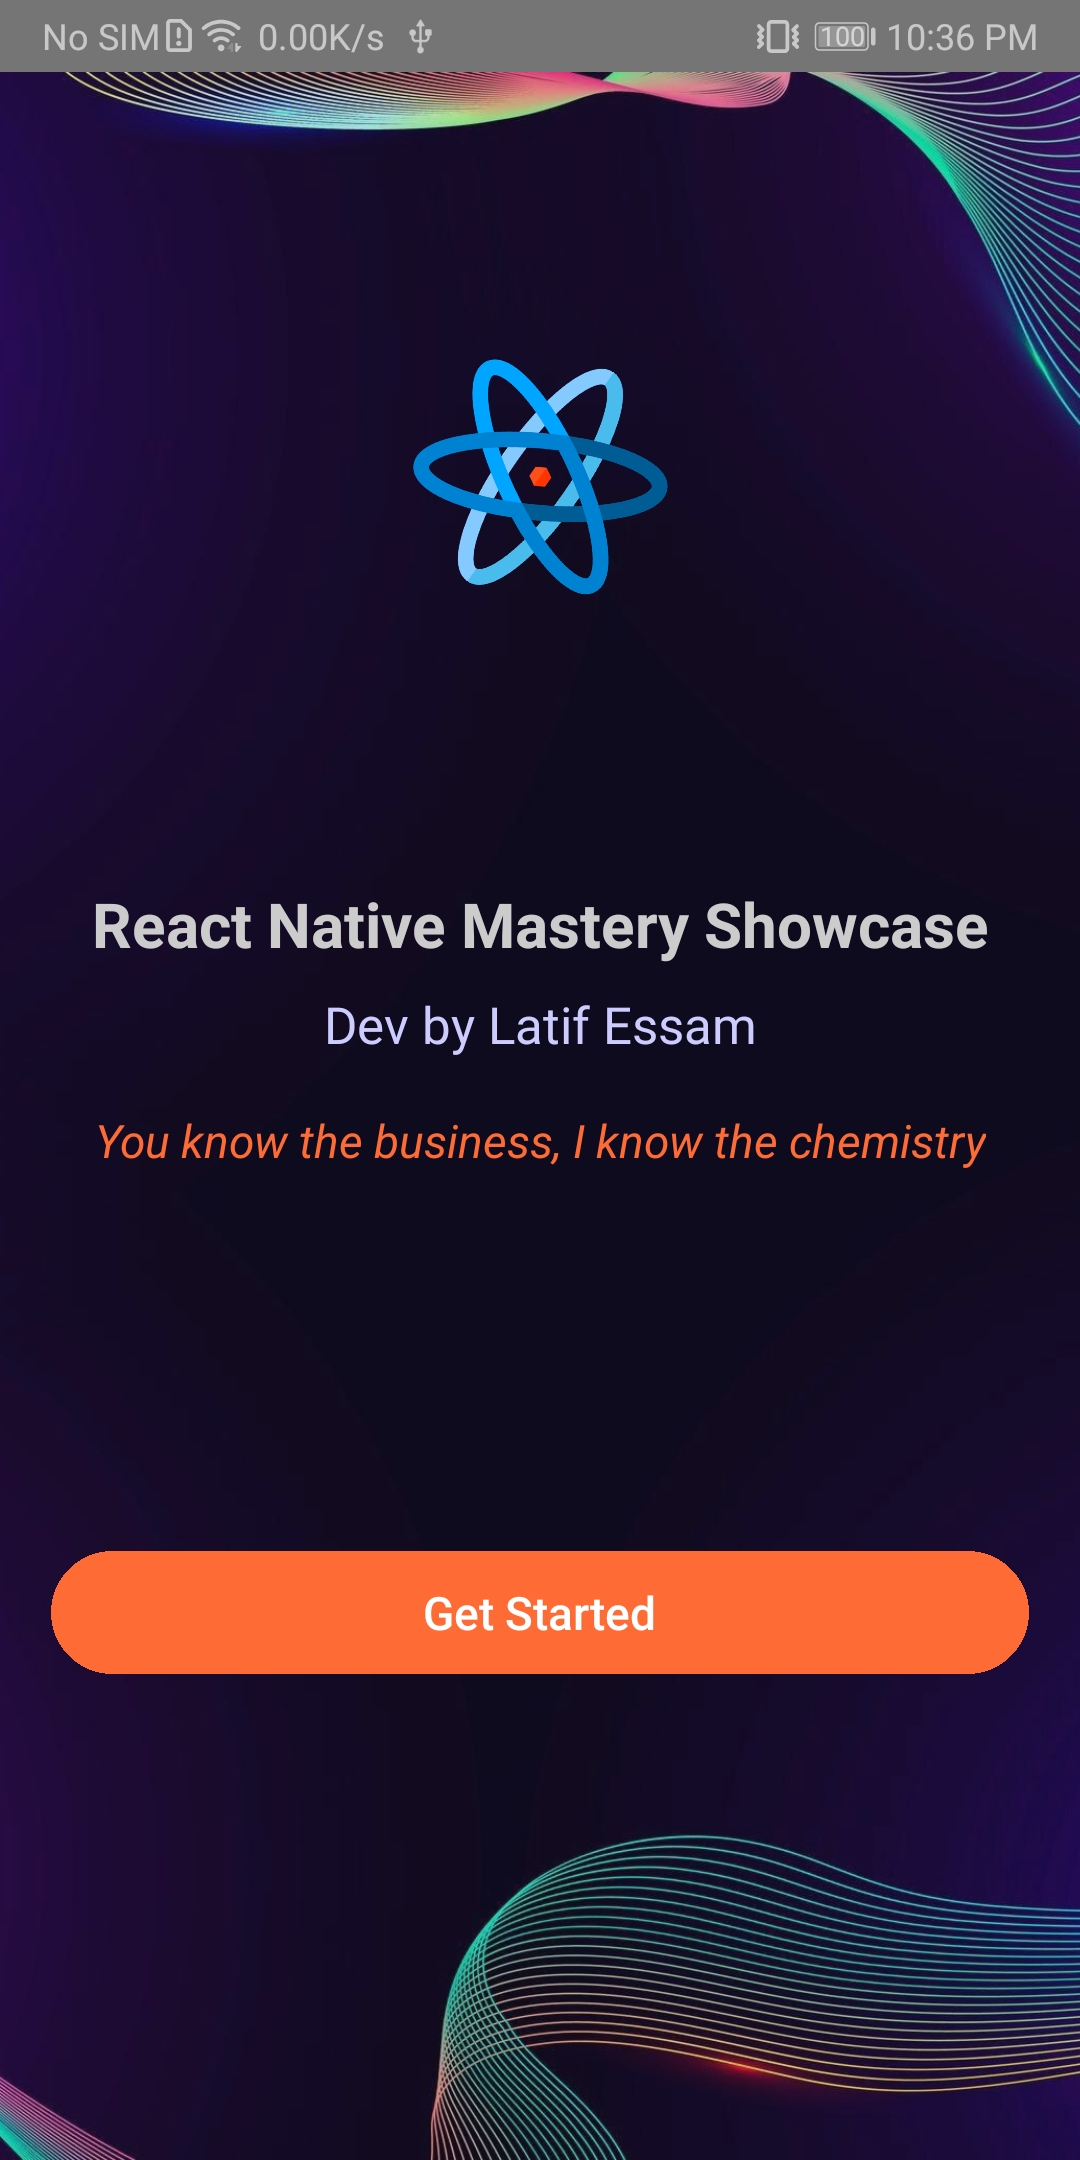 No SIM 0.00K/s 100 10:36 PM
React Native Mastery Showcase
Dev by Latif Essam
You know the business, I know the chemistry
Get Started